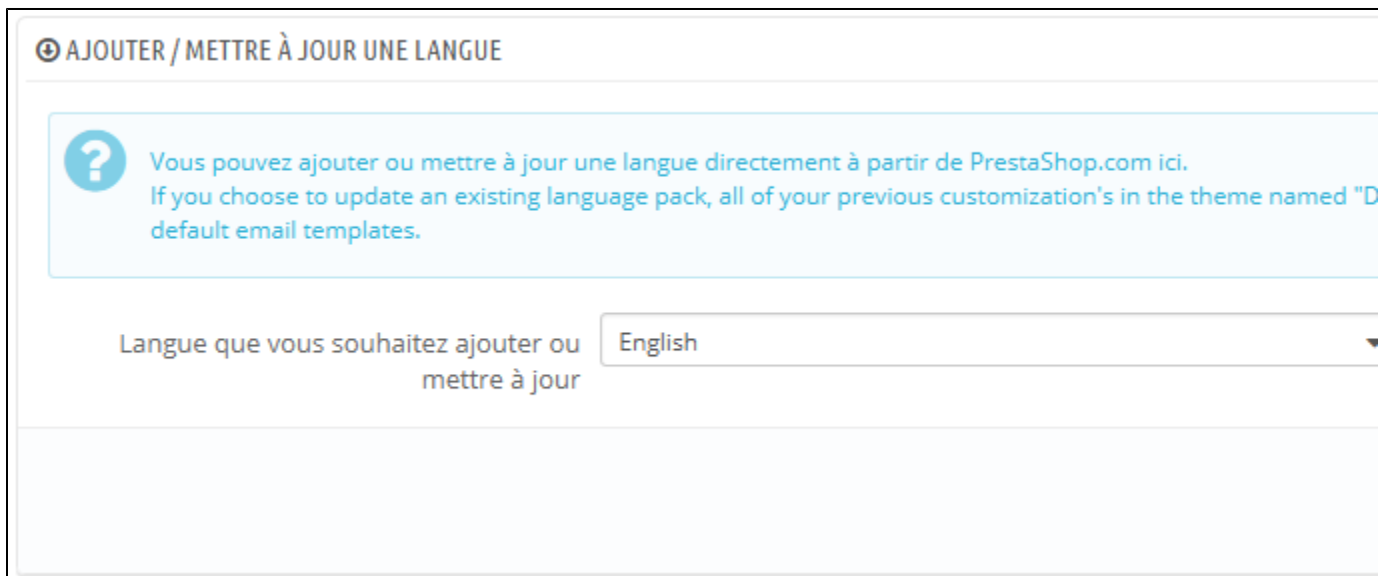 AJOUTER / METTRE À JOUR UNE LANGUE
Vous pouvez ajouter ou mettre à jour une langue directement à partir de PrestaShop.com ici.
If you choose to update an existing language pack, all of your previous customization's in the theme named "D
default email templates.
Langue que vous souhaitez ajouter ou
mettre à jour
English